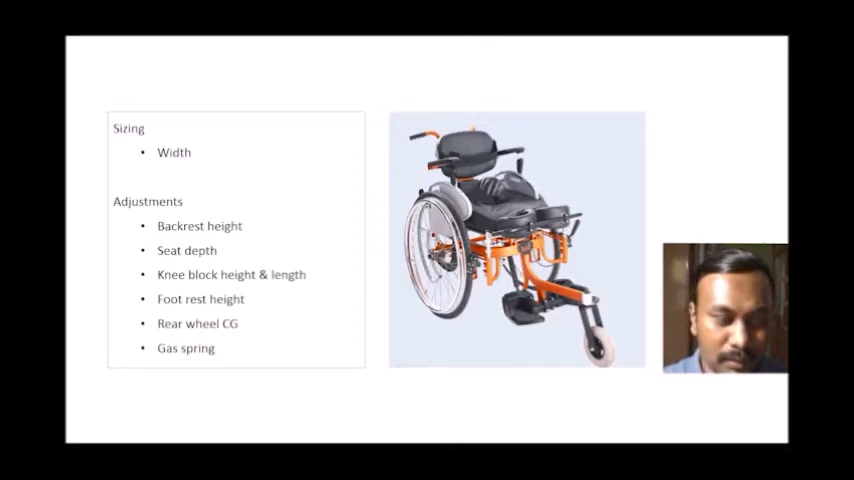 Sizing
• Width
Adjustments
• Backrest height
• Seat depth
• Knee block height & length
• Foot rest height
• Rear wheel CG
• Gas spring